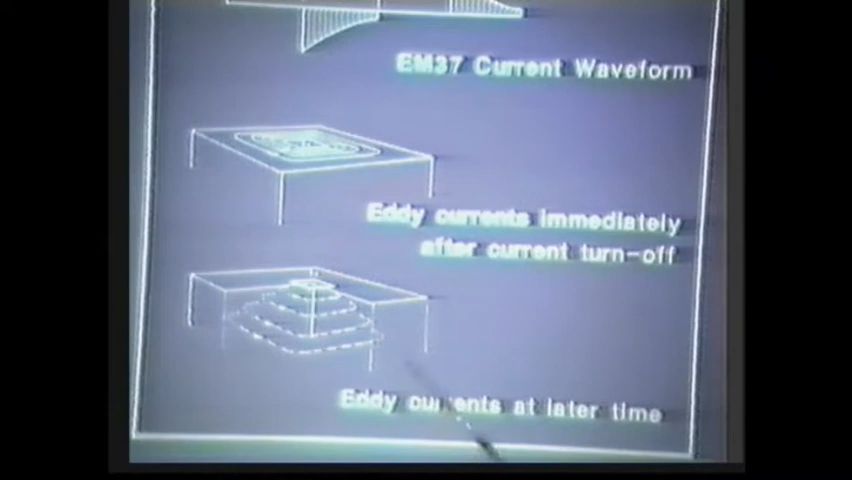 EM37 Current Waveform
Eddy currents immediately
after current turn-off
Eddy currents at later time